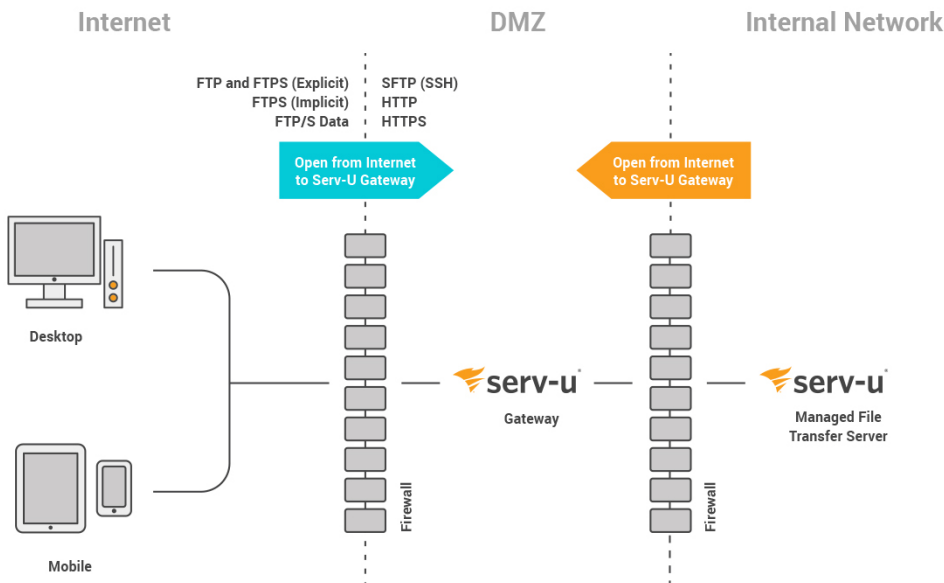 Internet
DMZ
Internal Network
FTP and FTPS (Explicit)
SFTP (SSH)
FTPS (Implicit)
HTTP
FTP/S Data
HTTPS
Open from Internet
to Serv-U Gateway
Open from Internet
to Serv-U Gateway
Desktop
serv-u
Gateway
serv-u
Managed File
Transfer Server
Firewall
Firewall
Mobile